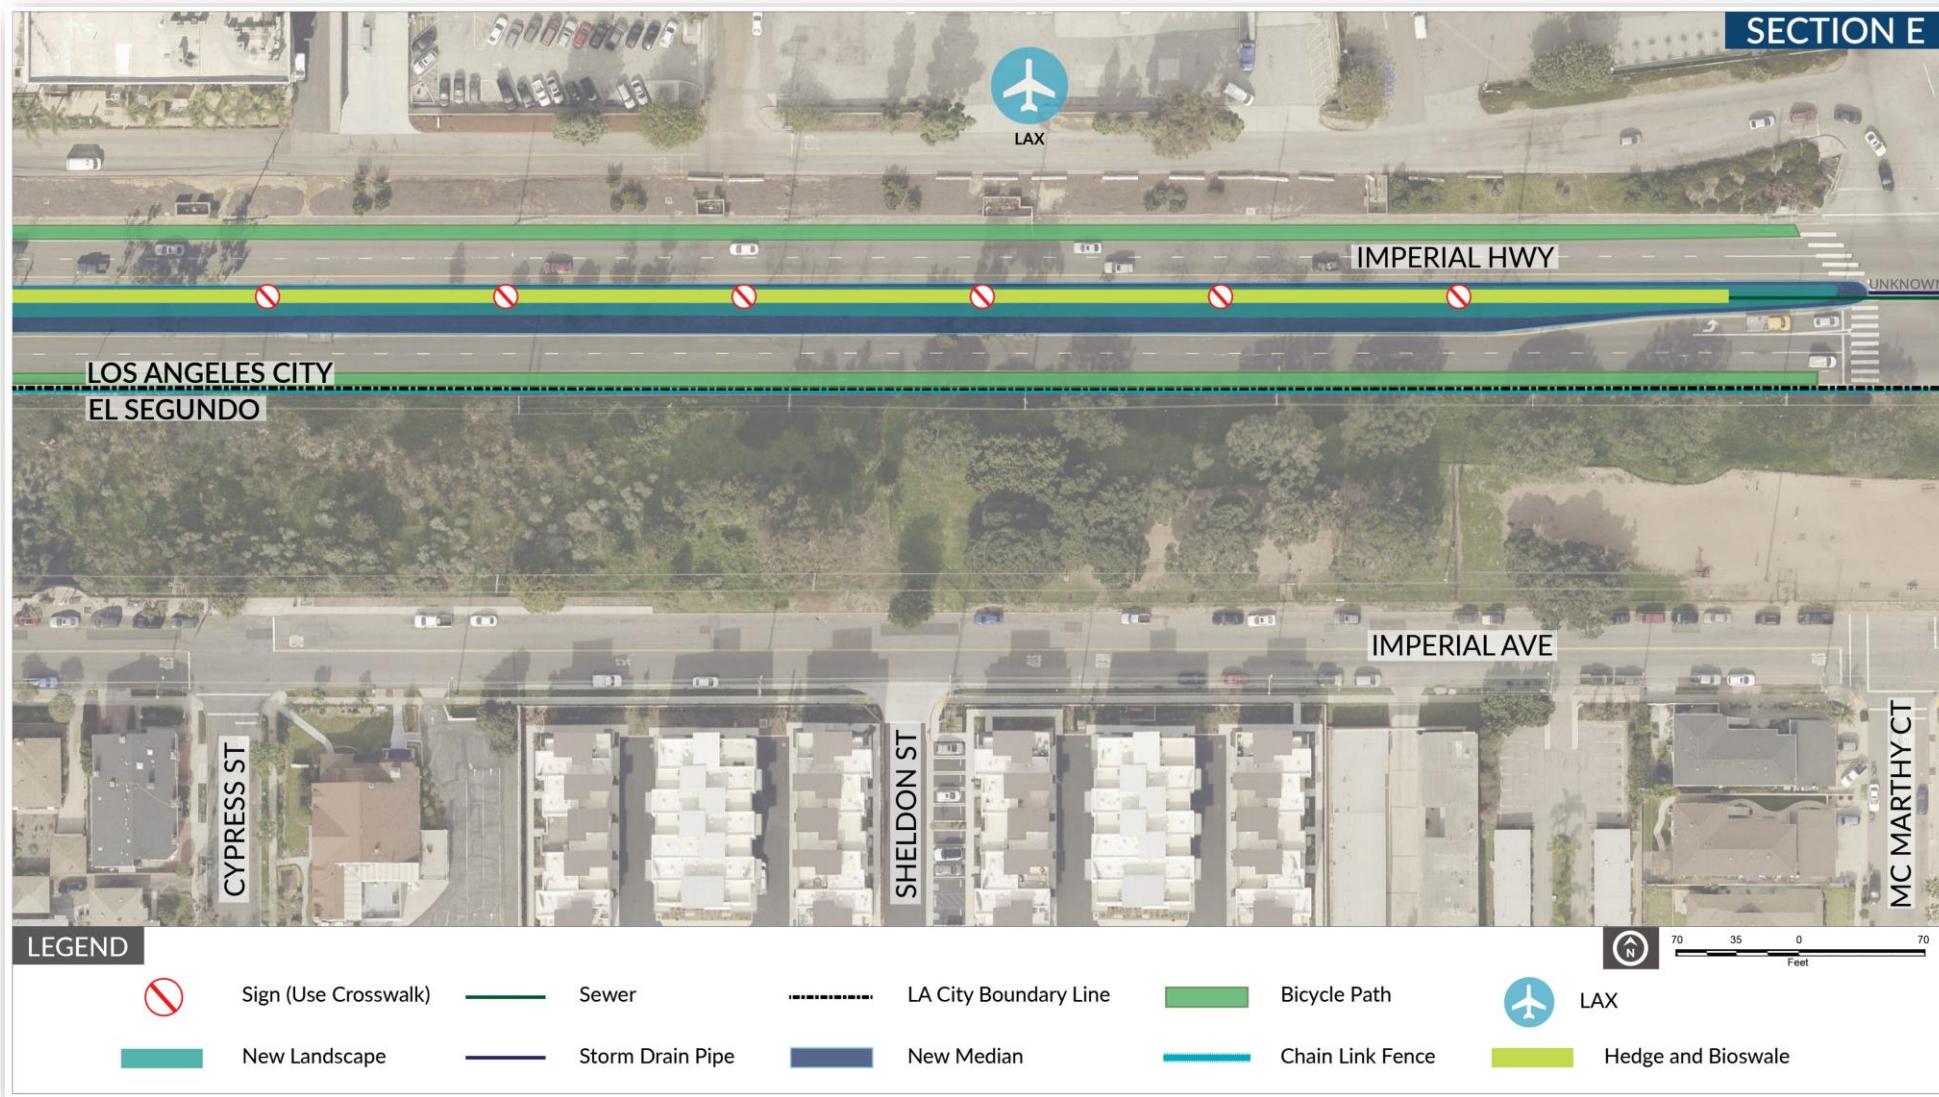 SECTION E
LAX
IMPERIAL HWY
UNKNOWN
LOS ANGELES CITY
EL SEGUNDO
IMPERIAL AVE
CYPRESS ST
SHELDON ST
MC MARTHY CT
LEGEND
N
70 35 0 70
Feet
Sign (Use Crosswalk)
Sewer
LA City Boundary Line
Bicycle Path
LAX
New Landscape
Storm Drain Pipe
New Median
Chain Link Fence
Hedge and Bioswale